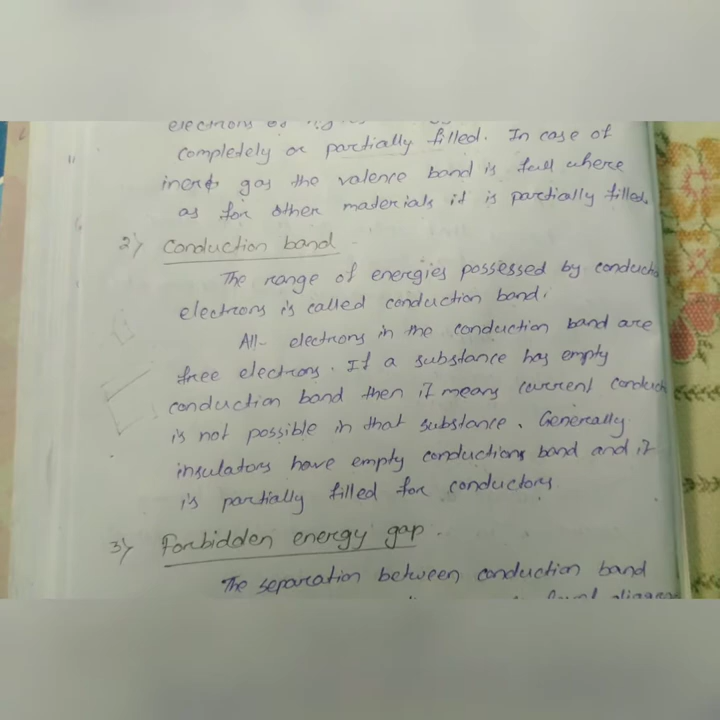 electrons of
completely or partially filled. In case of
inert gas the valence band is full where
as for other materials it is partially filled.
2) Conduction band
The range of energies possessed by conduct
electrons is called conduction band.
All- electrons in the conduction band are
free electrons. If a substance has empty
conduction band then it means current conduct
is not possible in that substance. Generally
insulators have empty conductions band and it
is partially filled for conductors
3) Forbidden energy gap.
The separation between conduction band